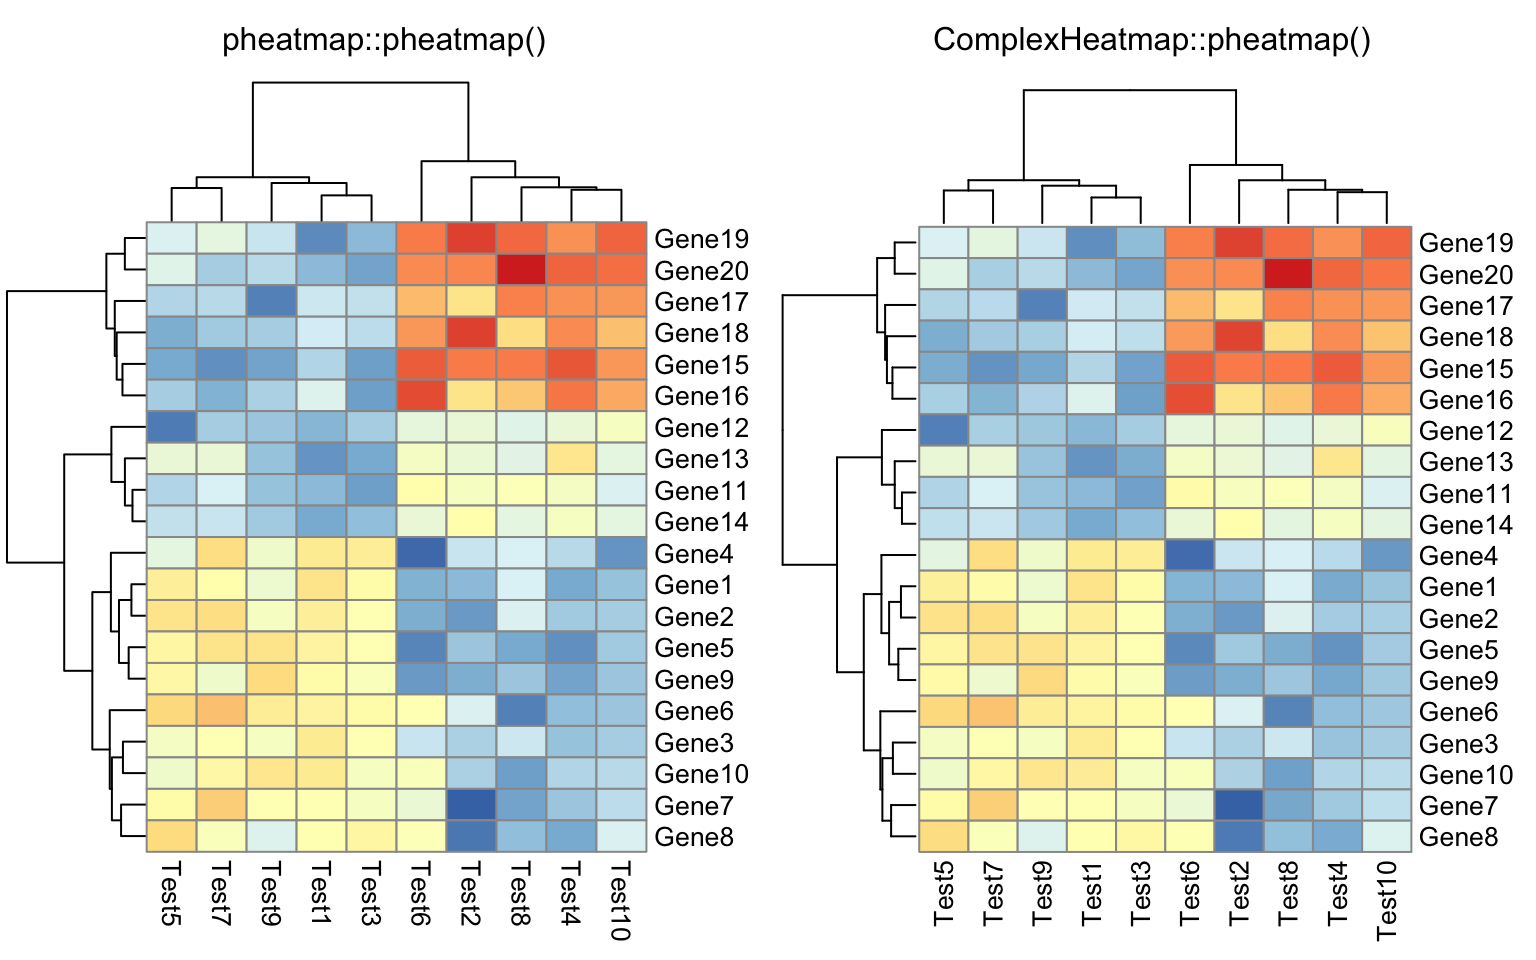 pheatmap::pheatmap()
Gene19
Gene20
Gene17
Gene18
Gene15
Gene16
Gene12
Gene13
Gene11
Gene14
Gene4
Gene1
Gene2
Gene5
Gene9
Gene6
Gene3
Gene10
Gene7
Gene8
Test5
Test7
Test9
Test1
Test3
Test6
Test2
Test8
Test4
Test10
ComplexHeatmap::pheatmap()
Gene19
Gene20
Gene17
Gene18
Gene15
Gene16
Gene12
Gene13
Gene11
Gene14
Gene4
Gene1
Gene2
Gene5
Gene9
Gene6
Gene3
Gene10
Gene7
Gene8
Test5
Test7
Test9
Test1
Test3
Test6
Test2
Test8
Test4
Test10